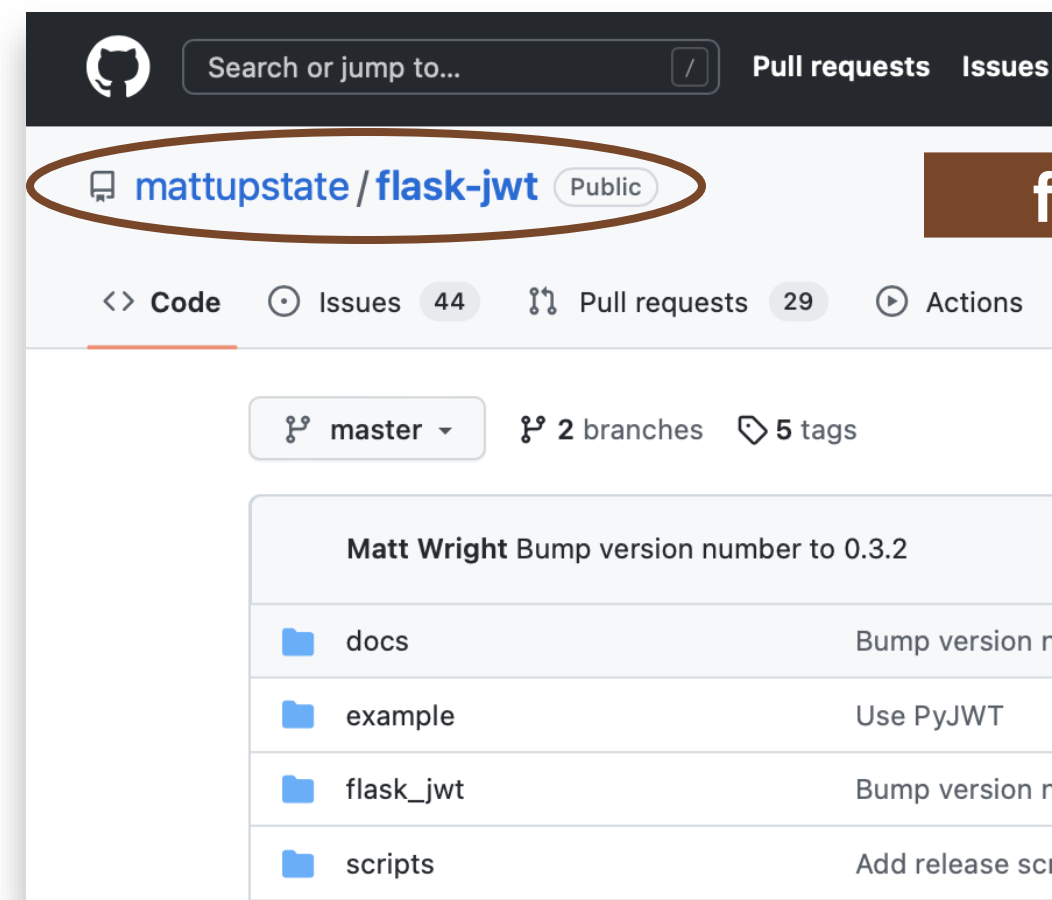 Search or jump to... / Pull requests Issues
mattupstate / flask-jwt Public
f
Code Issues 44 Pull requests 29 Actions
master 2 branches 5 tags
Matt Wright Bump version number to 0.3.2
docs Bump version n
example Use PyJWT
flask_jwt Bump version n
scripts Add release scr